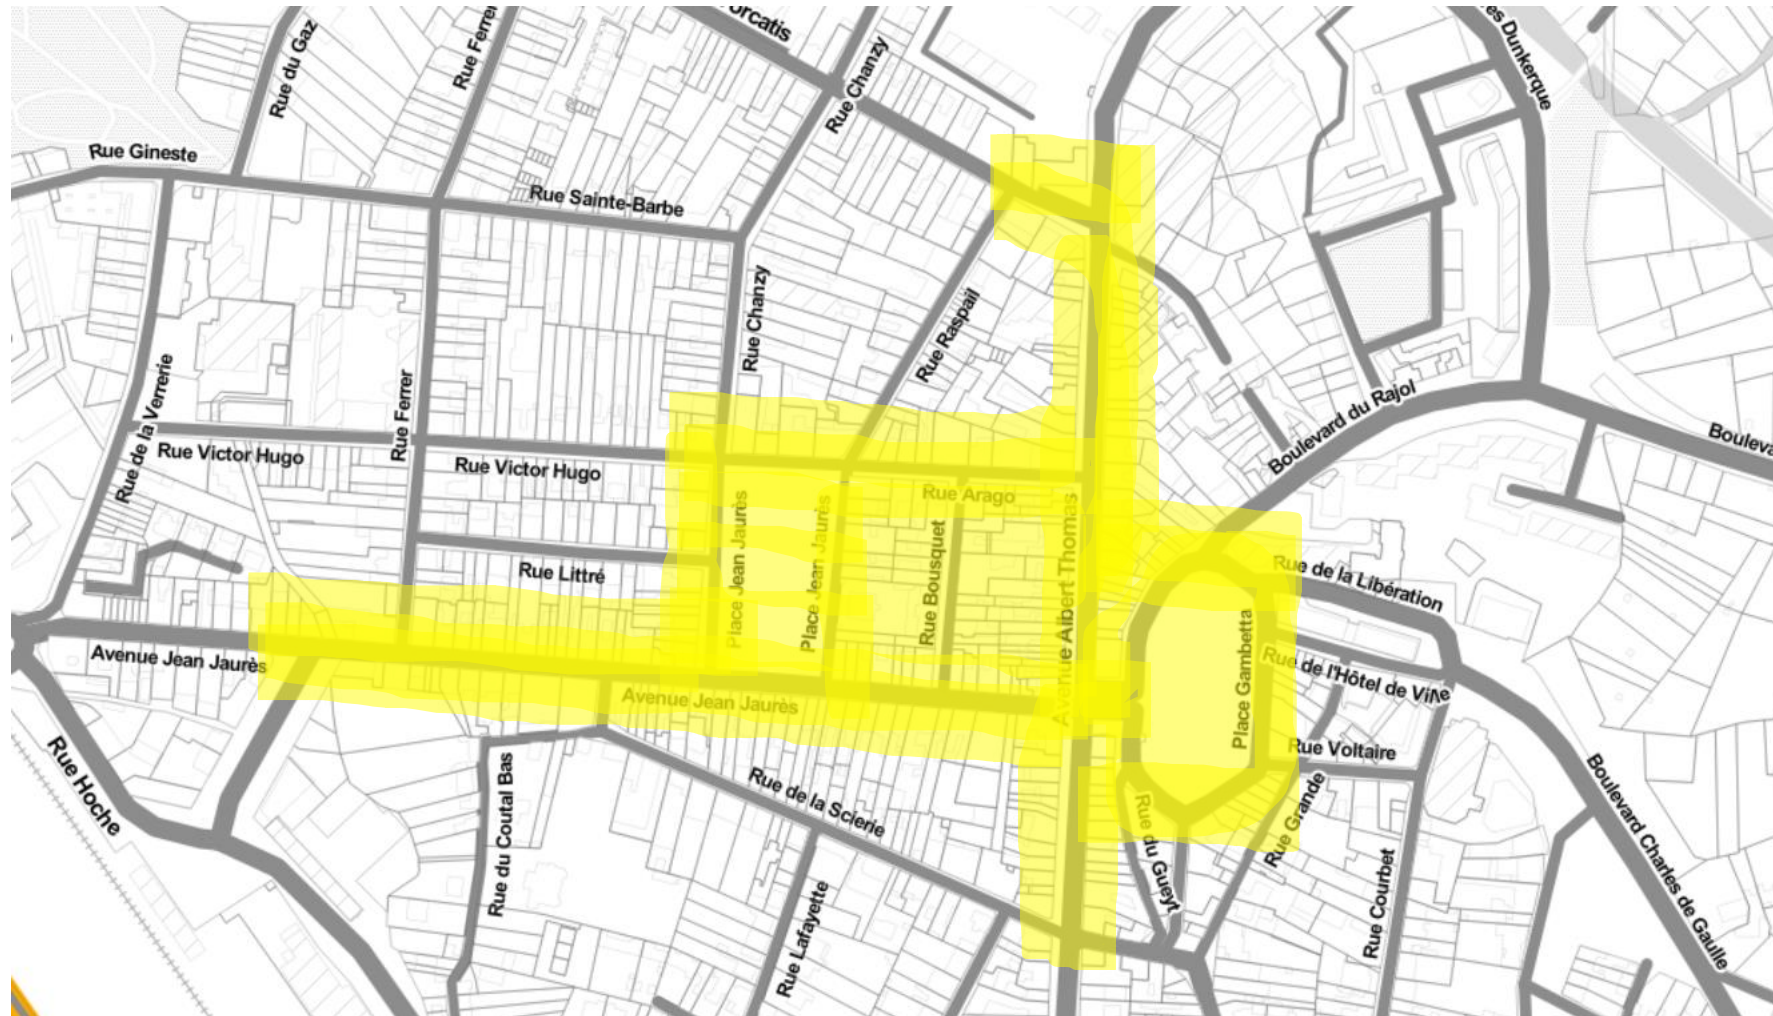 Rue du Gaz
Rue Ferrer
orcatis
Rue Chanzy
es Dunkerque
Rue Gineste
Rue Sainte-Barbe
Rue Chanzy
Rue Raspail
Rue de la Verrerie
Rue Ferrer
Boulevard du Rajol
Bouleva
Rue Victor Hugo
Rue Victor Hugo
Rue Arago
Place Jean Jaurès
Place Jean Jaurès
Rue Bousquet
Avenue Albert Thomas
Rue Littré
Rue de la Libération
Place Gambetta
Rue de l'Hôtel de Ville
Avenue Jean Jaurès
Avenue Jean Jaurès
Rue Voltaire
Rue Hoche
Rue du Coutal Bas
Rue de la Scierie
Rue du Gueyt
Rue Grande
Boulevard Charles de Gaulle
Rue Lafayette
Rue Courbet